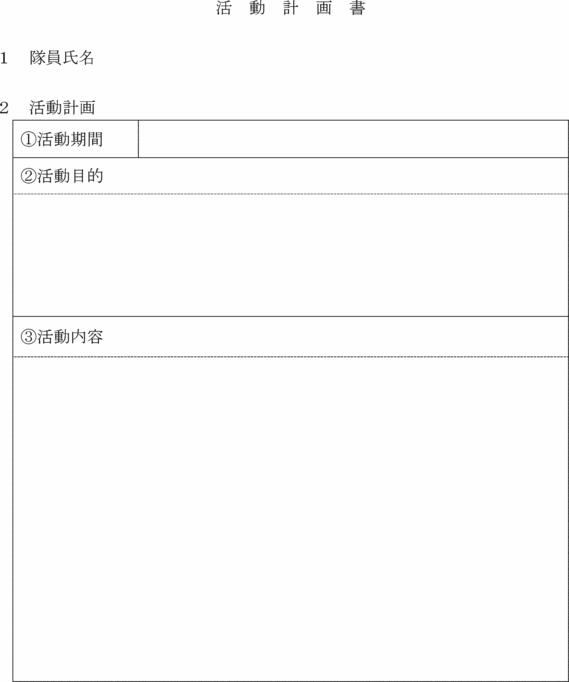 活　動　計　画　書
1　隊員氏名
2　活動計画
①活動期間
②活動目的
③活動内容